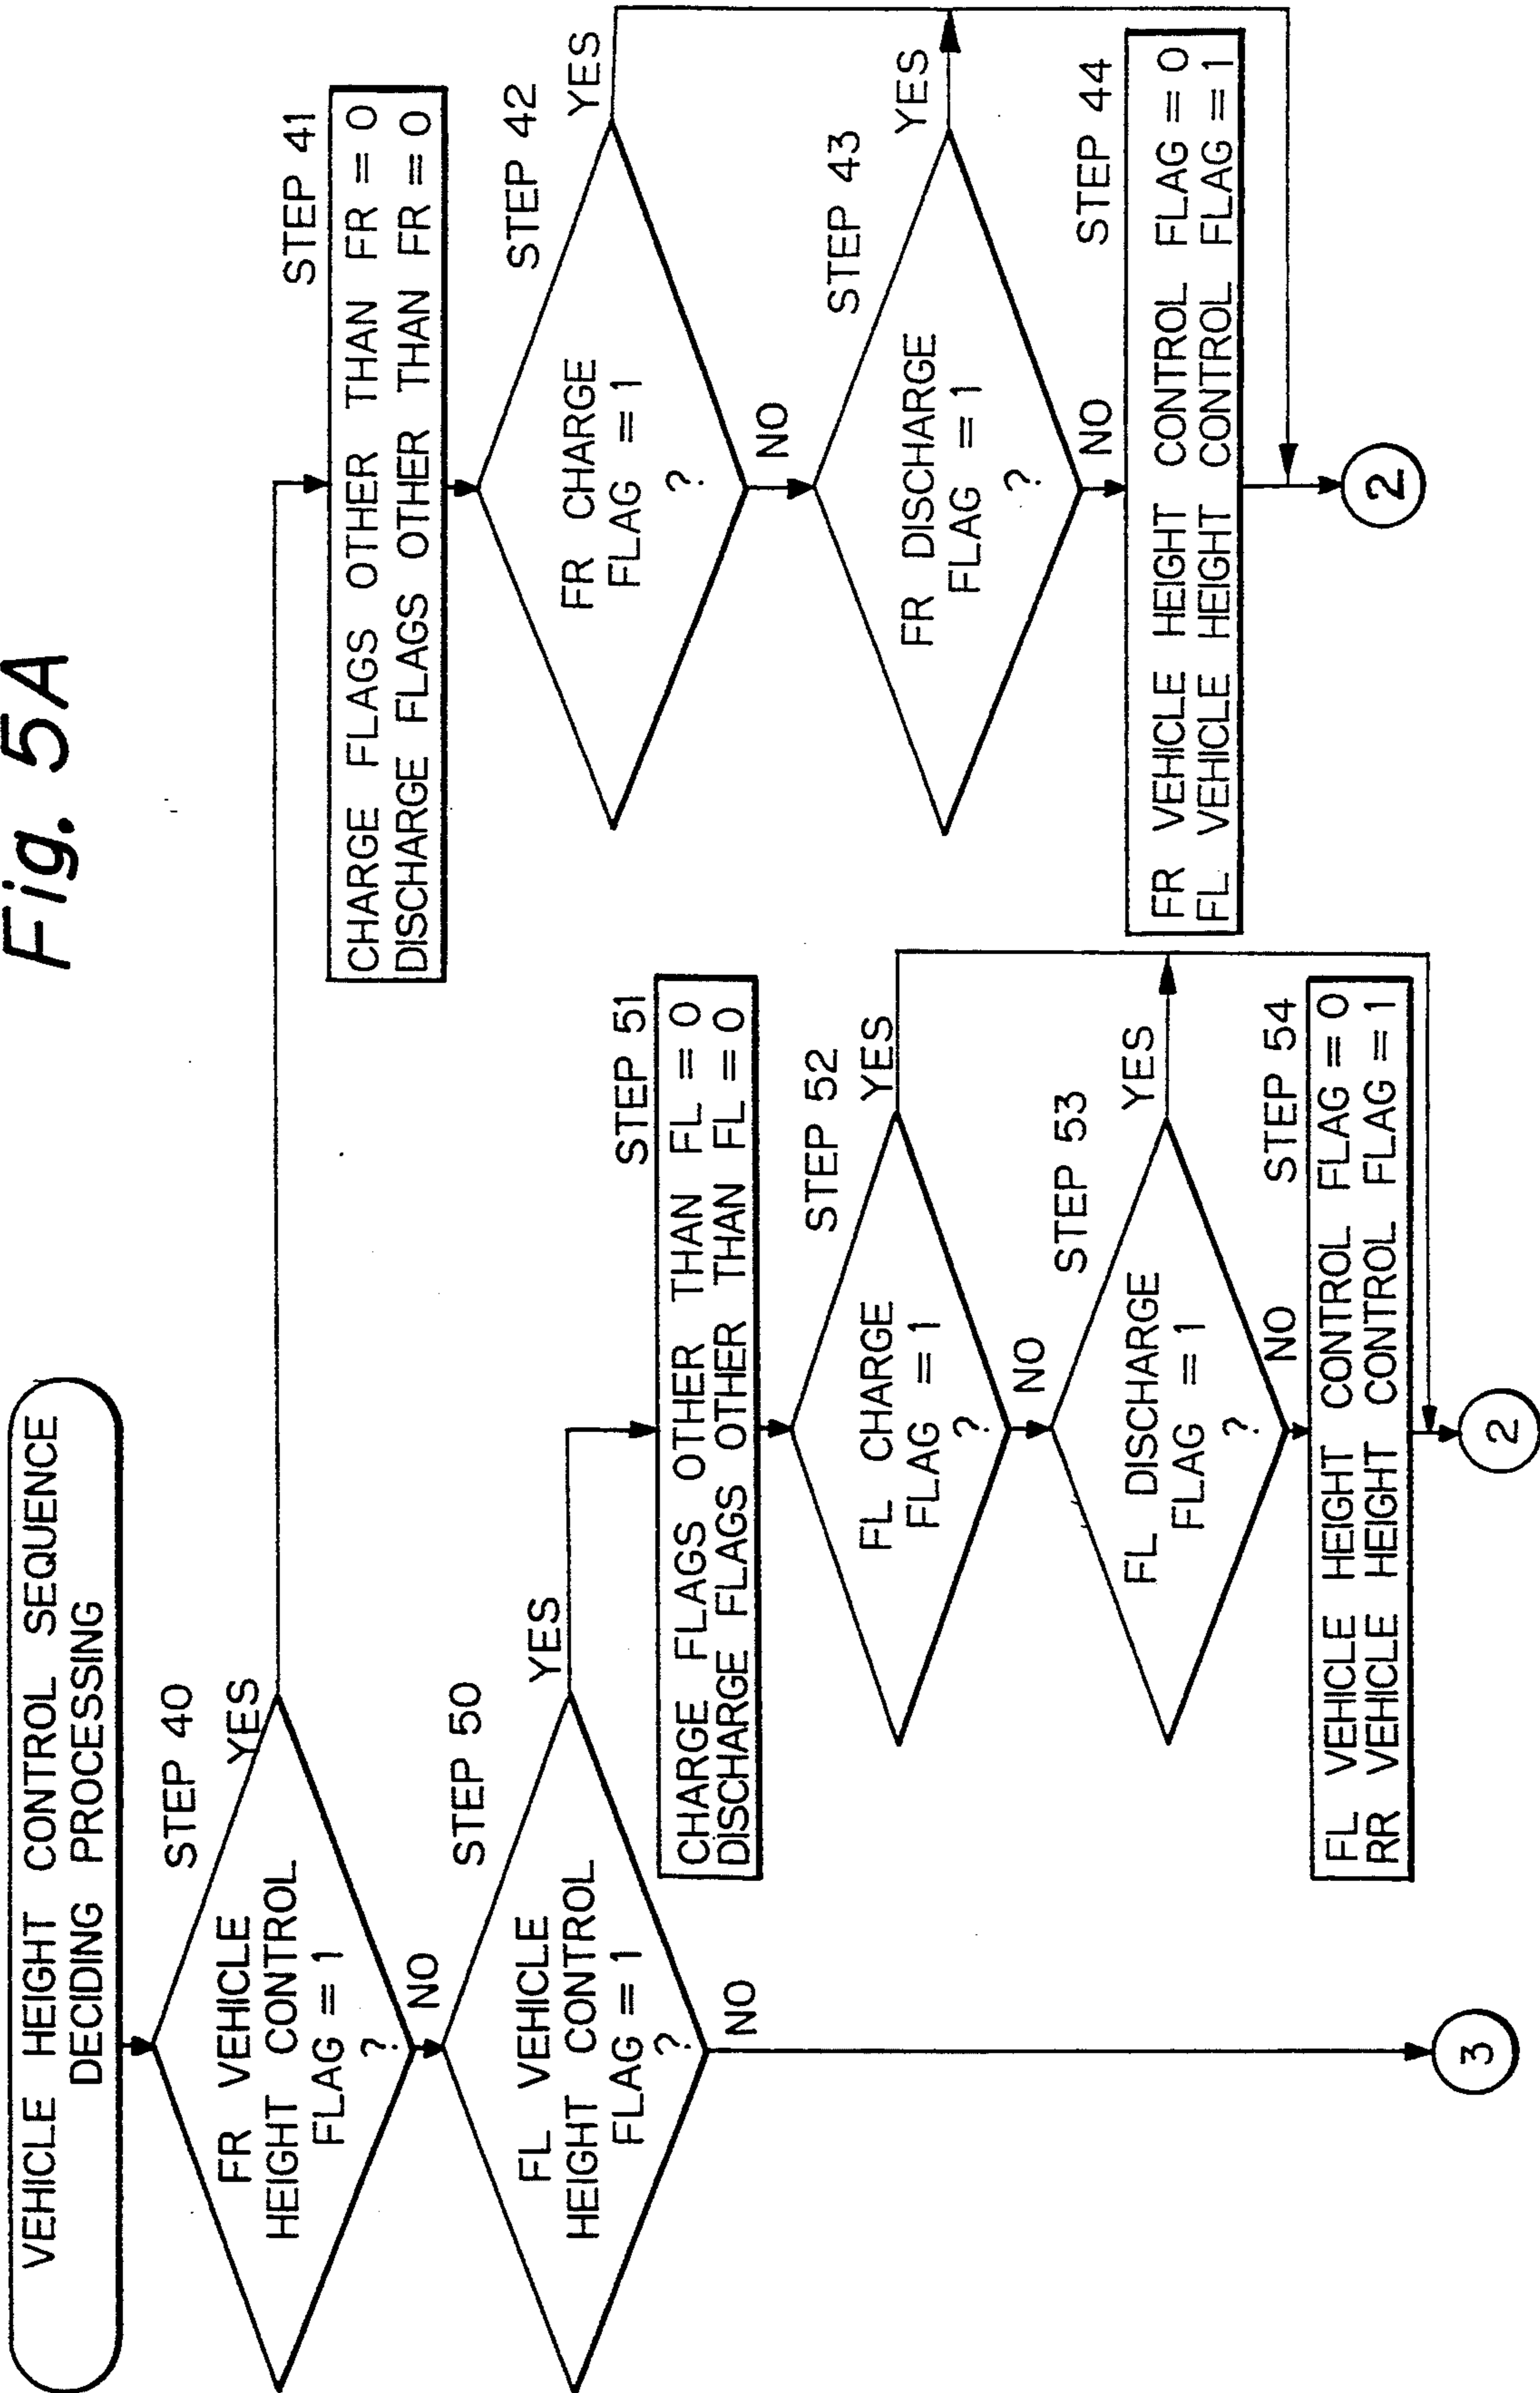 Fig. 5A
VEHICLE HEIGHT CONTROL SEQUENCE
DECIDING PROCESSING
STEP 40
FR VEHICLE
HEIGHT CONTROL
FLAG = 1
?
YES
NO
STEP 41
CHARGE FLAGS OTHER THAN FR = 0
DISCHARGE FLAGS OTHER THAN FR = 0
STEP 42
FR CHARGE
FLAG = 1
?
YES
NO
STEP 43
FR DISCHARGE
FLAG = 1
?
YES
NO
STEP 44
FR VEHICLE HEIGHT CONTROL FLAG = 0
FL VEHICLE HEIGHT CONTROL FLAG = 1
2
STEP 50
FL VEHICLE
HEIGHT CONTROL
FLAG = 1
?
YES
NO
STEP 51
CHARGE FLAGS OTHER THAN FL = 0
DISCHARGE FLAGS OTHER THAN FL = 0
STEP 52
FL CHARGE
FLAG = 1
?
YES
NO
STEP 53
FL DISCHARGE
FLAG = 1
?
YES
NO
STEP 54
FL VEHICLE HEIGHT CONTROL FLAG = 0
RR VEHICLE HEIGHT CONTROL FLAG = 1
2
3